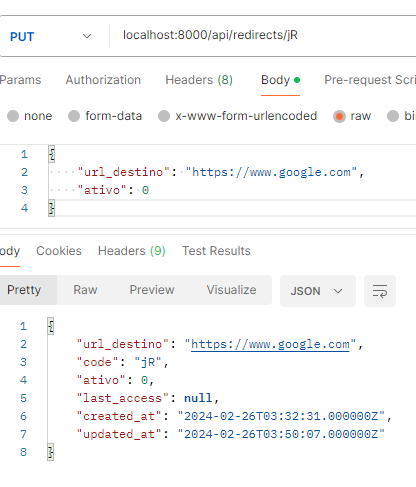 PUT localhost:8000/api/redirects/jR
Params Authorization Headers (8) Body Pre-request Scri
none form-data x-www-form-urlencoded raw bi
1 {
2 "url_destino": "https://www.google.com",
3 "ativo": 0
4 }
ody Cookies Headers (9) Test Results
Pretty Raw Preview Visualize JSON
1 {
2 "url_destino": "https://www.google.com",
3 "code": "jR",
4 "ativo": 0,
5 "last_access": null,
6 "created_at": "2024-02-26T03:32:31.000000Z",
7 "updated_at": "2024-02-26T03:50:07.000000Z"
8 }